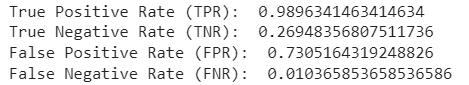 True Positive Rate (TPR):  0.9896341463414634
True Negative Rate (TNR):  0.26948356807511736
False Positive Rate (FPR):  0.7305164319248826
False Negative Rate (FNR):  0.010365853658536586